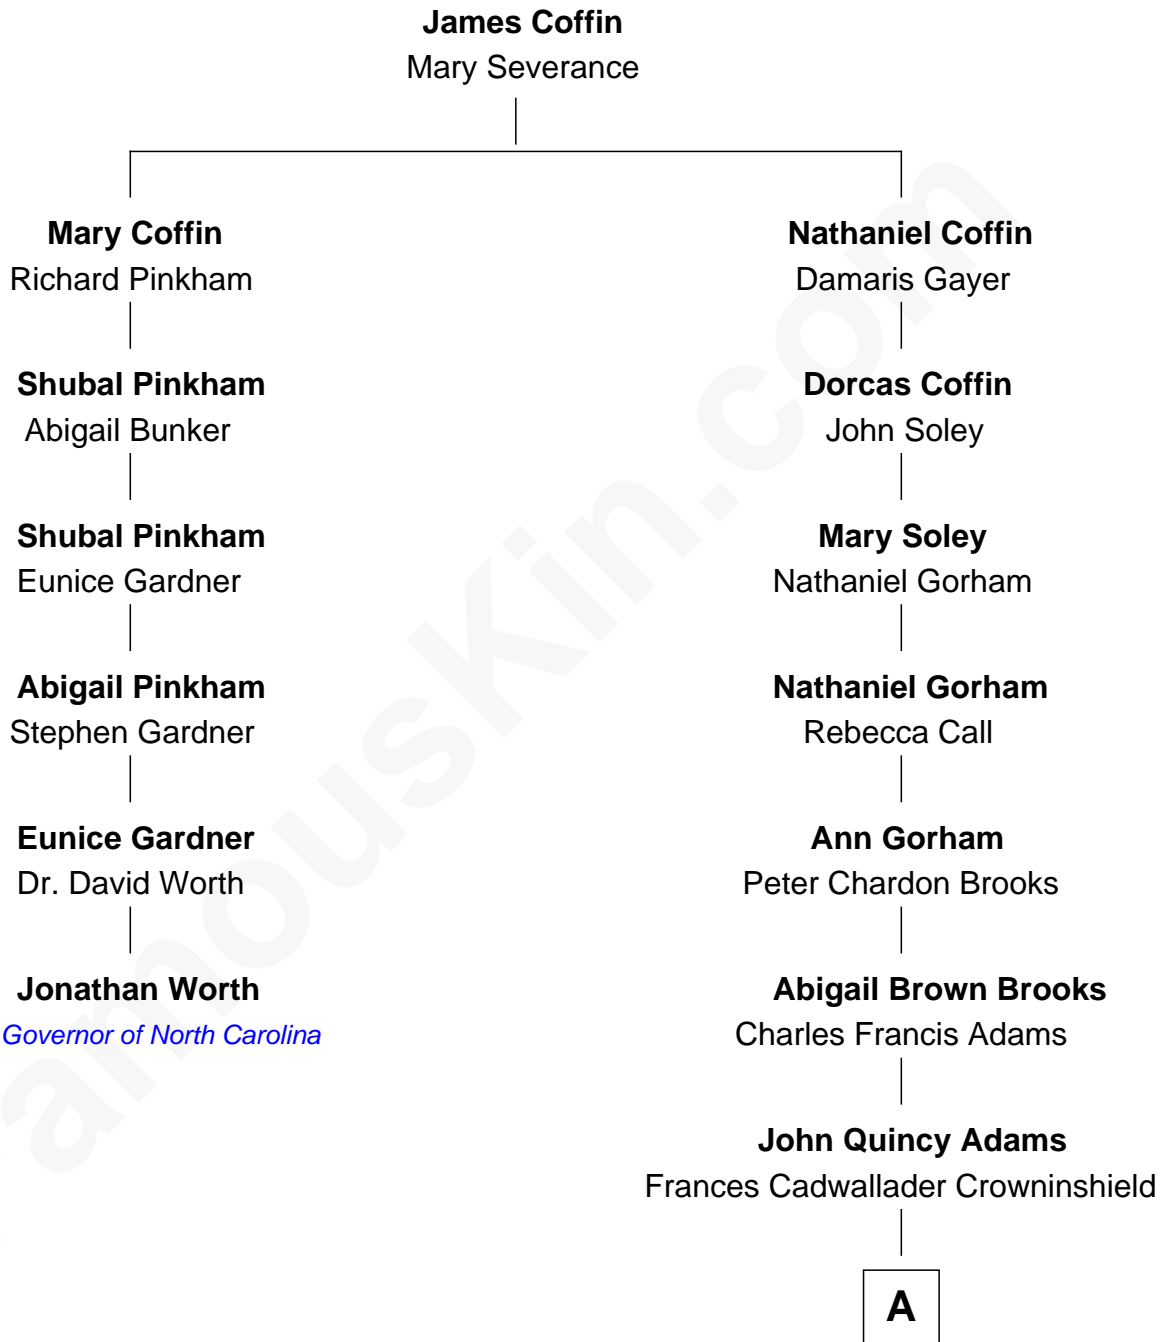 James Coffin
Mary Severance
Mary Coffin
Richard Pinkham
Nathaniel Coffin
Damaris Gayer
Shubal Pinkham
Abigail Bunker
Dorcas Coffin
John Soley
Shubal Pinkham
Eunice Gardner
Mary Soley
Nathaniel Gorham
Abigail Pinkham
Stephen Gardner
Nathaniel Gorham
Rebecca Call
Eunice Gardner
Dr. David Worth
Ann Gorham
Peter Chardon Brooks
Jonathan Worth
Governor of North Carolina
Abigail Brown Brooks
Charles Francis Adams
John Quincy Adams
Frances Cadwallader Crowninshield
A
amouskin.com